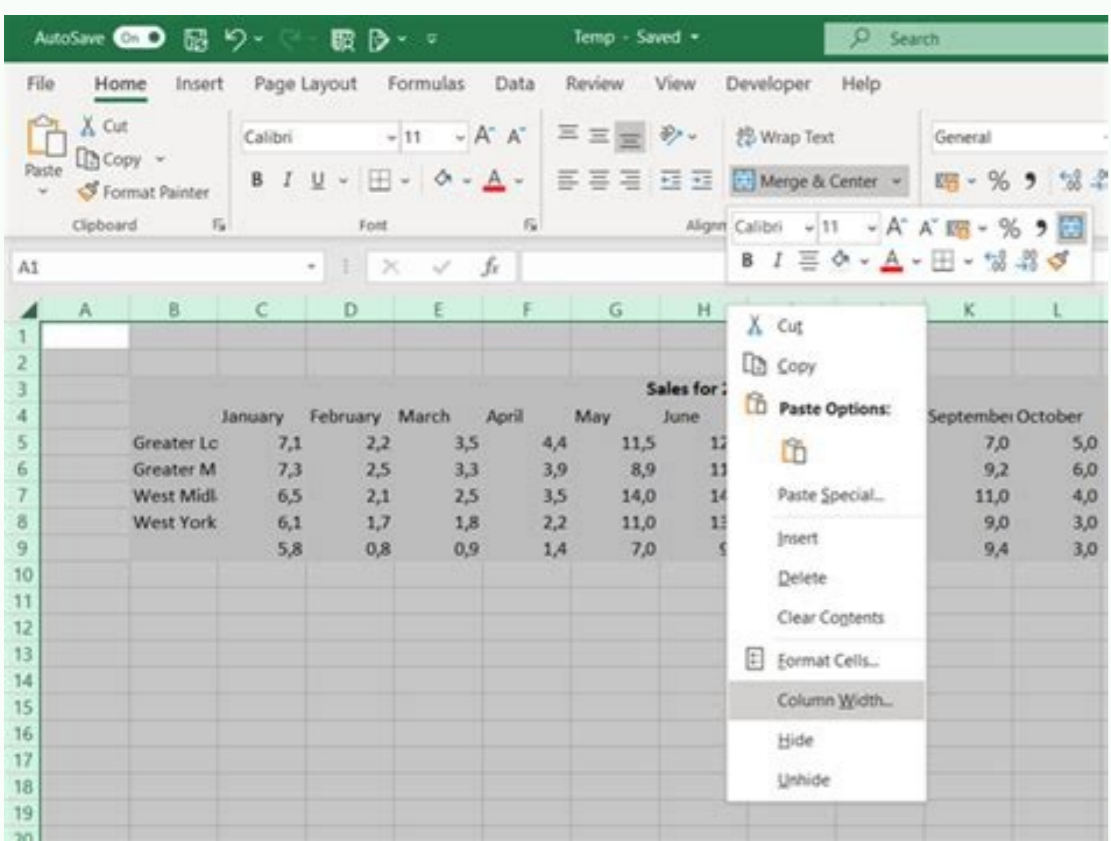 AutoSave On Temp - Saved Search
File Home Insert Page Layout Formulas Data Review View Developer Help
Paste
Cut
Copy
Format Painter
Clipboard
Calibri 11 A A
B I U A
Font
Wrap Text
Merge & Center
General
%
Calibri 11 A A %
B I A
A1 fx
A B C D E F G H K L
1
2
3 Sales for
4 January February March April May June September October
5 Greater Lc 7,1 2,2 3,5 4,4 11,5 7,0 5,0
6 Greater M 7,3 2,5 3,3 3,9 8,9 9,2 6,0
7 West Midl 6,5 2,1 2,5 3,5 14,0 11,0 4,0
8 West York 6,1 1,7 1,8 2,2 11,0 9,0 3,0
9 5,8 0,8 0,9 1,4 7,0 9,4 3,0
10
11
12
13
14
15
16
17
18
19
20
Cut
Copy
Paste Options:
Paste Special...
Insert
Delete
Clear Contents
Format Cells...
Column Width...
Hide
Unhide